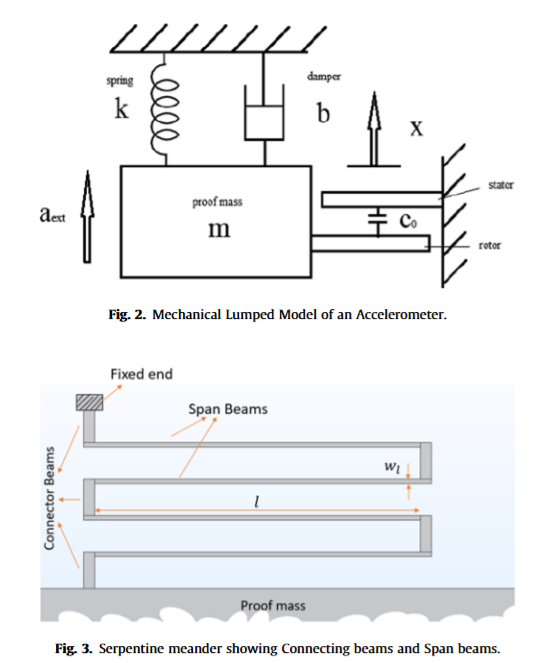 spring
k
damper
b
X
stator
a_ext
proof mass
m
C₀
rotor
Fig. 2. Mechanical Lumped Model of an Accelerometer.
Fixed end
Span Beams
Connector Beams
w_l
l
Proof mass
Fig. 3. Serpentine meander showing Connecting beams and Span beams.